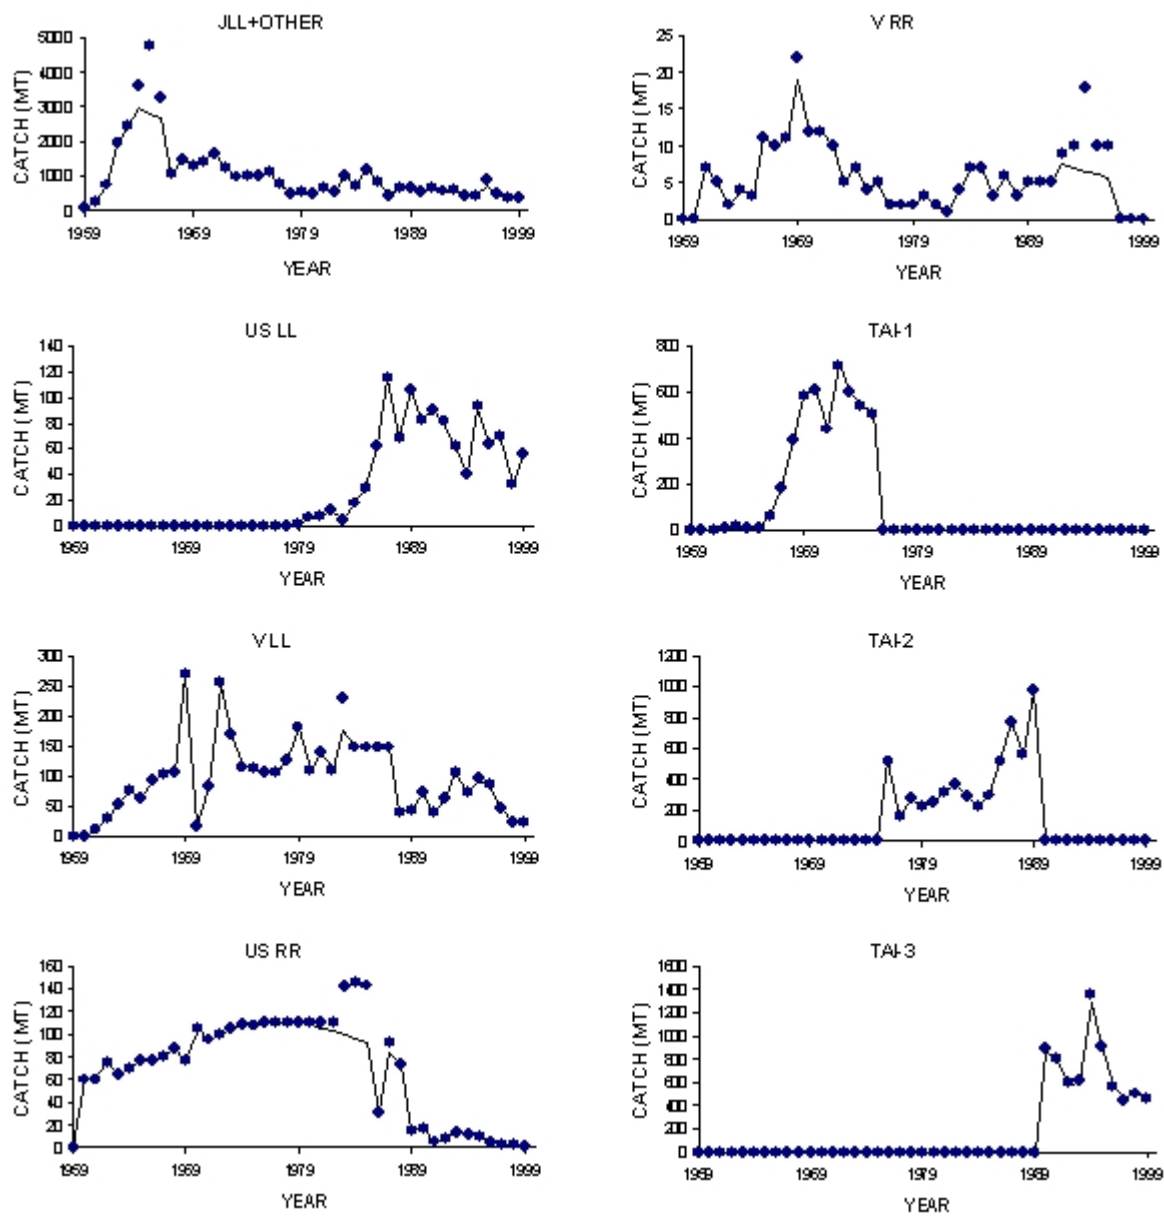 JLL+OTHER
CATCH (MT)
5000
4000
3000
2000
1000
0
1959 1969 1979 1989 1999
YEAR
V RR
CATCH (MT)
25
20
15
10
5
0
1959 1969 1979 1989 1999
YEAR
US LL
CATCH (MT)
140
120
100
80
60
40
20
0
1959 1969 1979 1989 1999
YEAR
TAI-1
CATCH (MT)
800
600
400
200
0
1959 1969 1979 1989 1999
YEAR
V LL
CATCH (MT)
300
250
200
150
100
50
0
1959 1969 1979 1989 1999
YEAR
TAI-2
CATCH (MT)
1200
1000
800
600
400
200
0
1959 1969 1979 1989 1999
YEAR
US RR
CATCH (MT)
160
140
120
100
80
60
40
20
0
1959 1969 1979 1989 1999
YEAR
TAI-3
CATCH (MT)
1600
1400
1200
1000
800
600
400
200
0
1959 1969 1979 1989 1999
YEAR